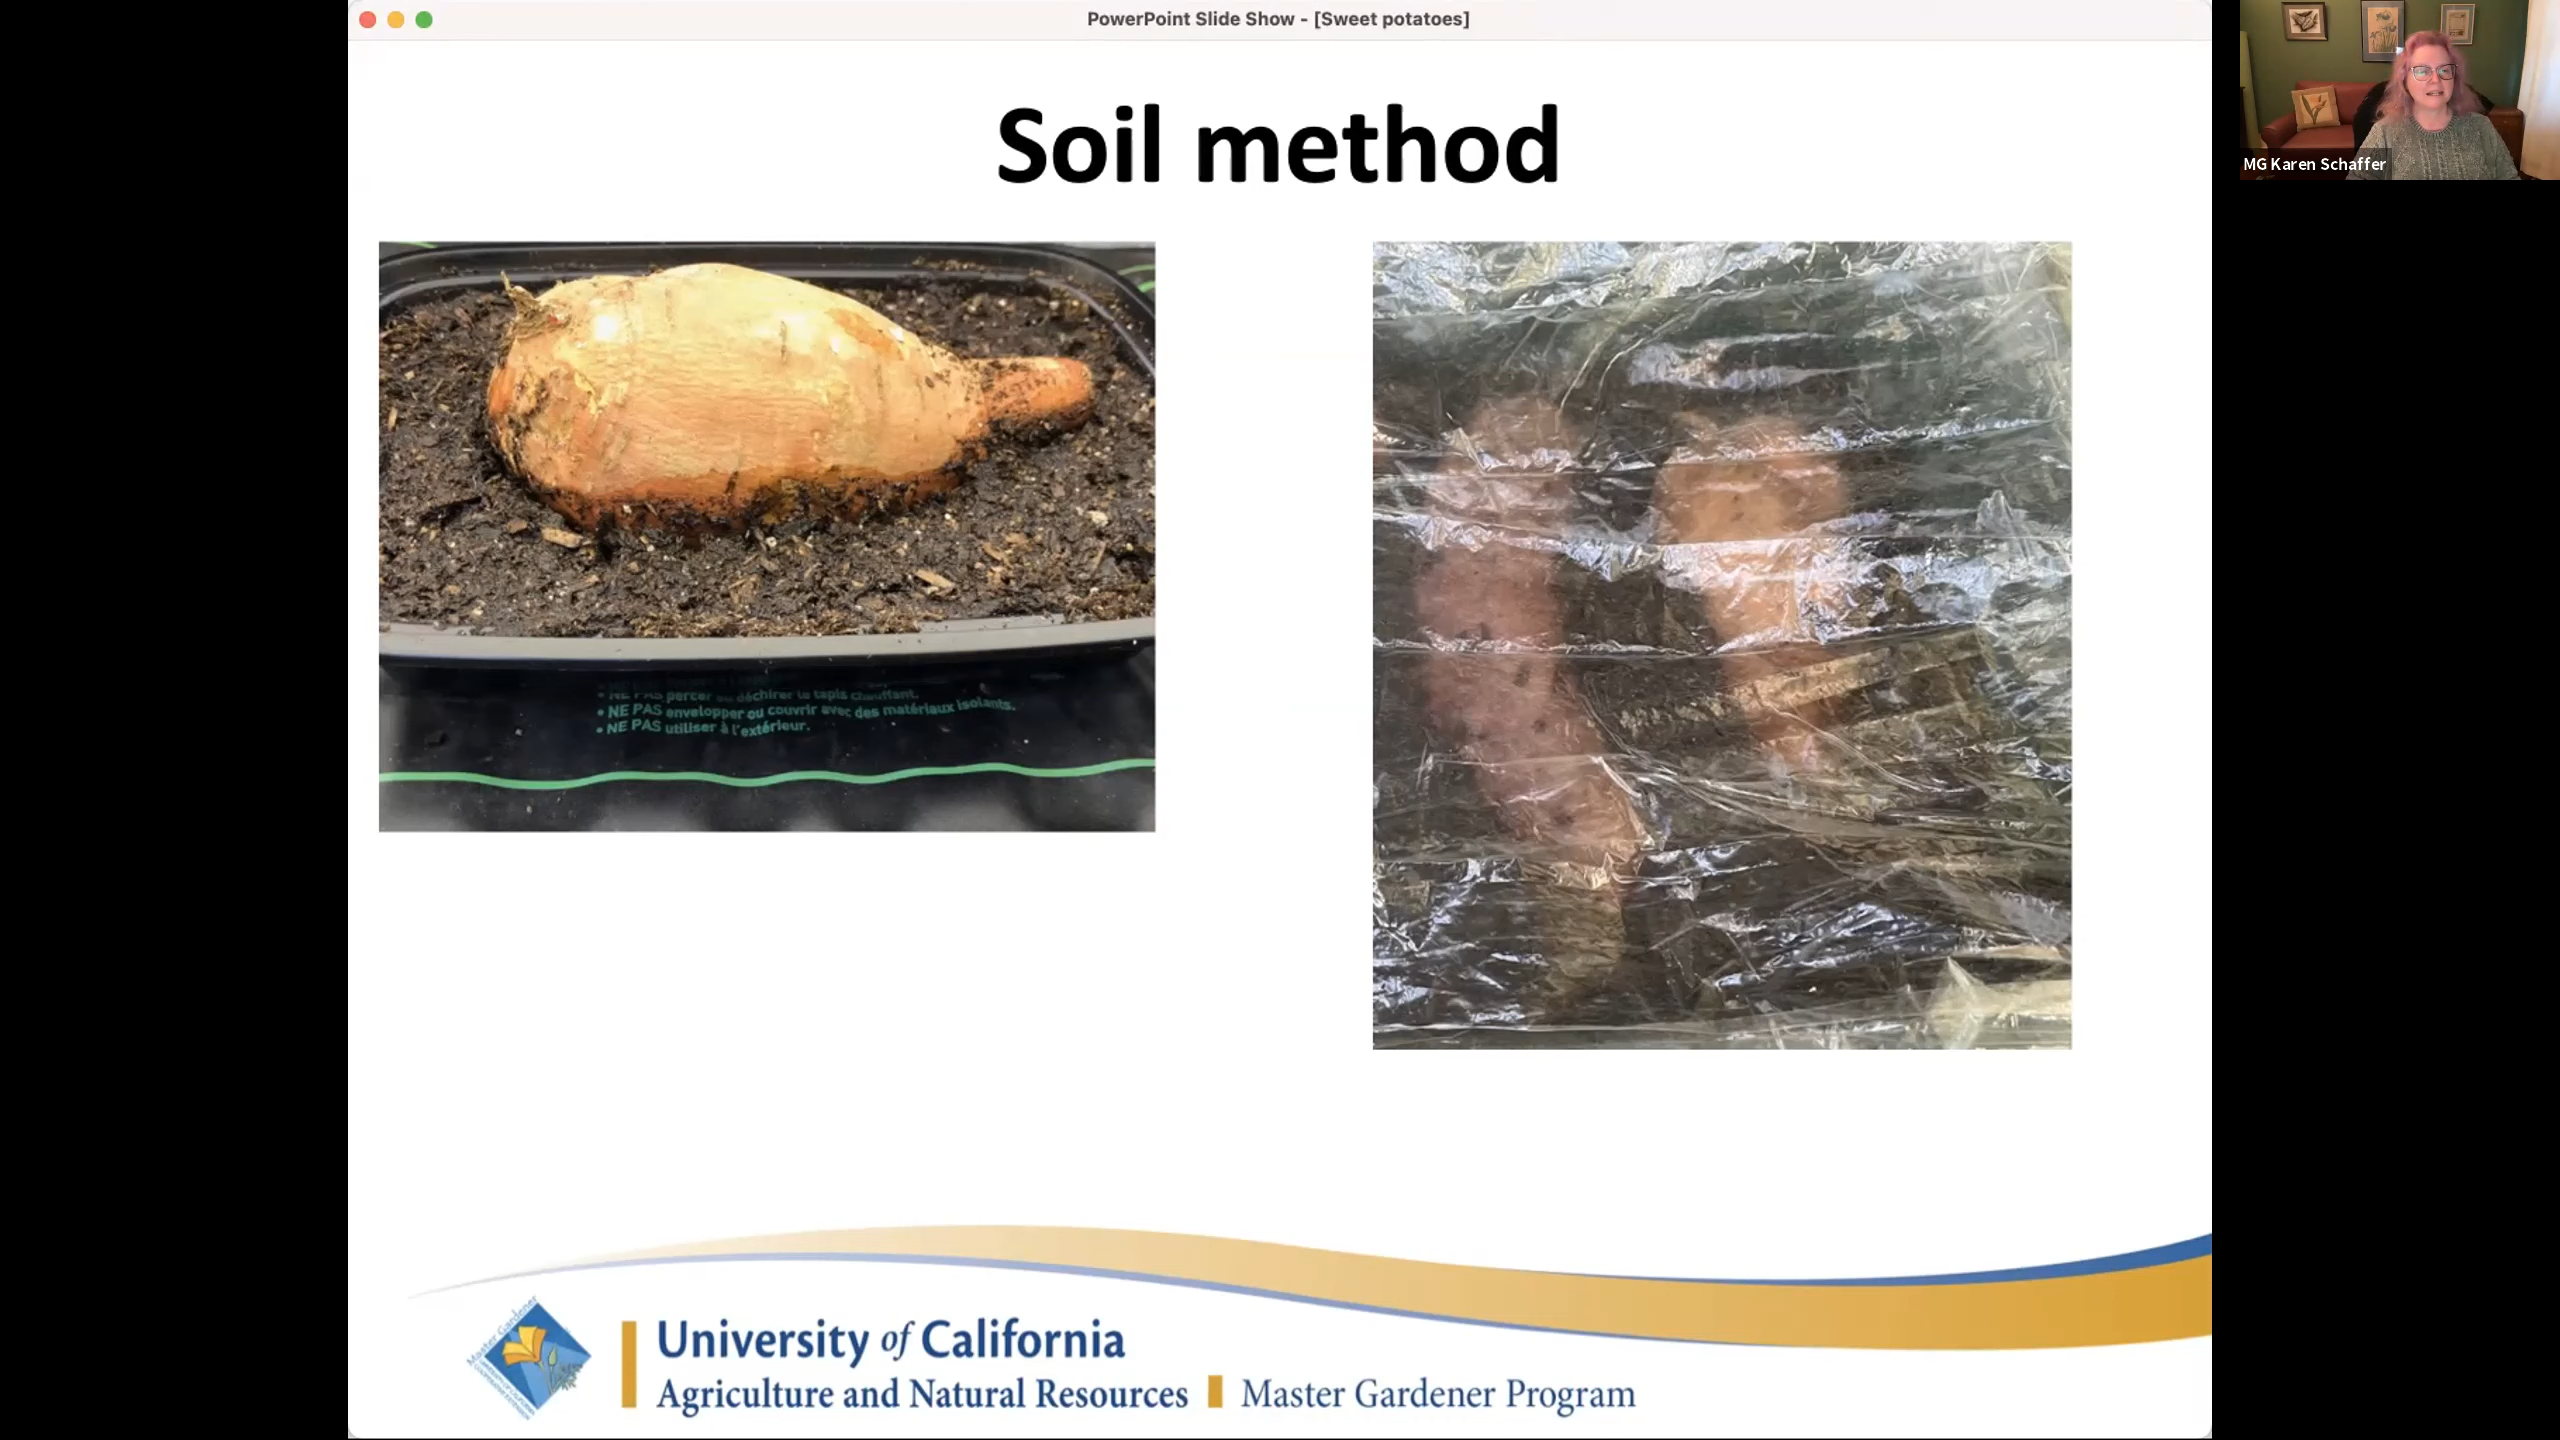 PowerPoint Slide Show - [Sweet potatoes]
MG Karen Schaffer
Soil method
• NE PAS percer ou déchirer le tapis chauffant.
• NE PAS envelopper ou couvrir avec des matériaux isolants.
• NE PAS utiliser à l'extérieur.
Master Gardener
University of California
Agriculture and Natural Resources Master Gardener Program